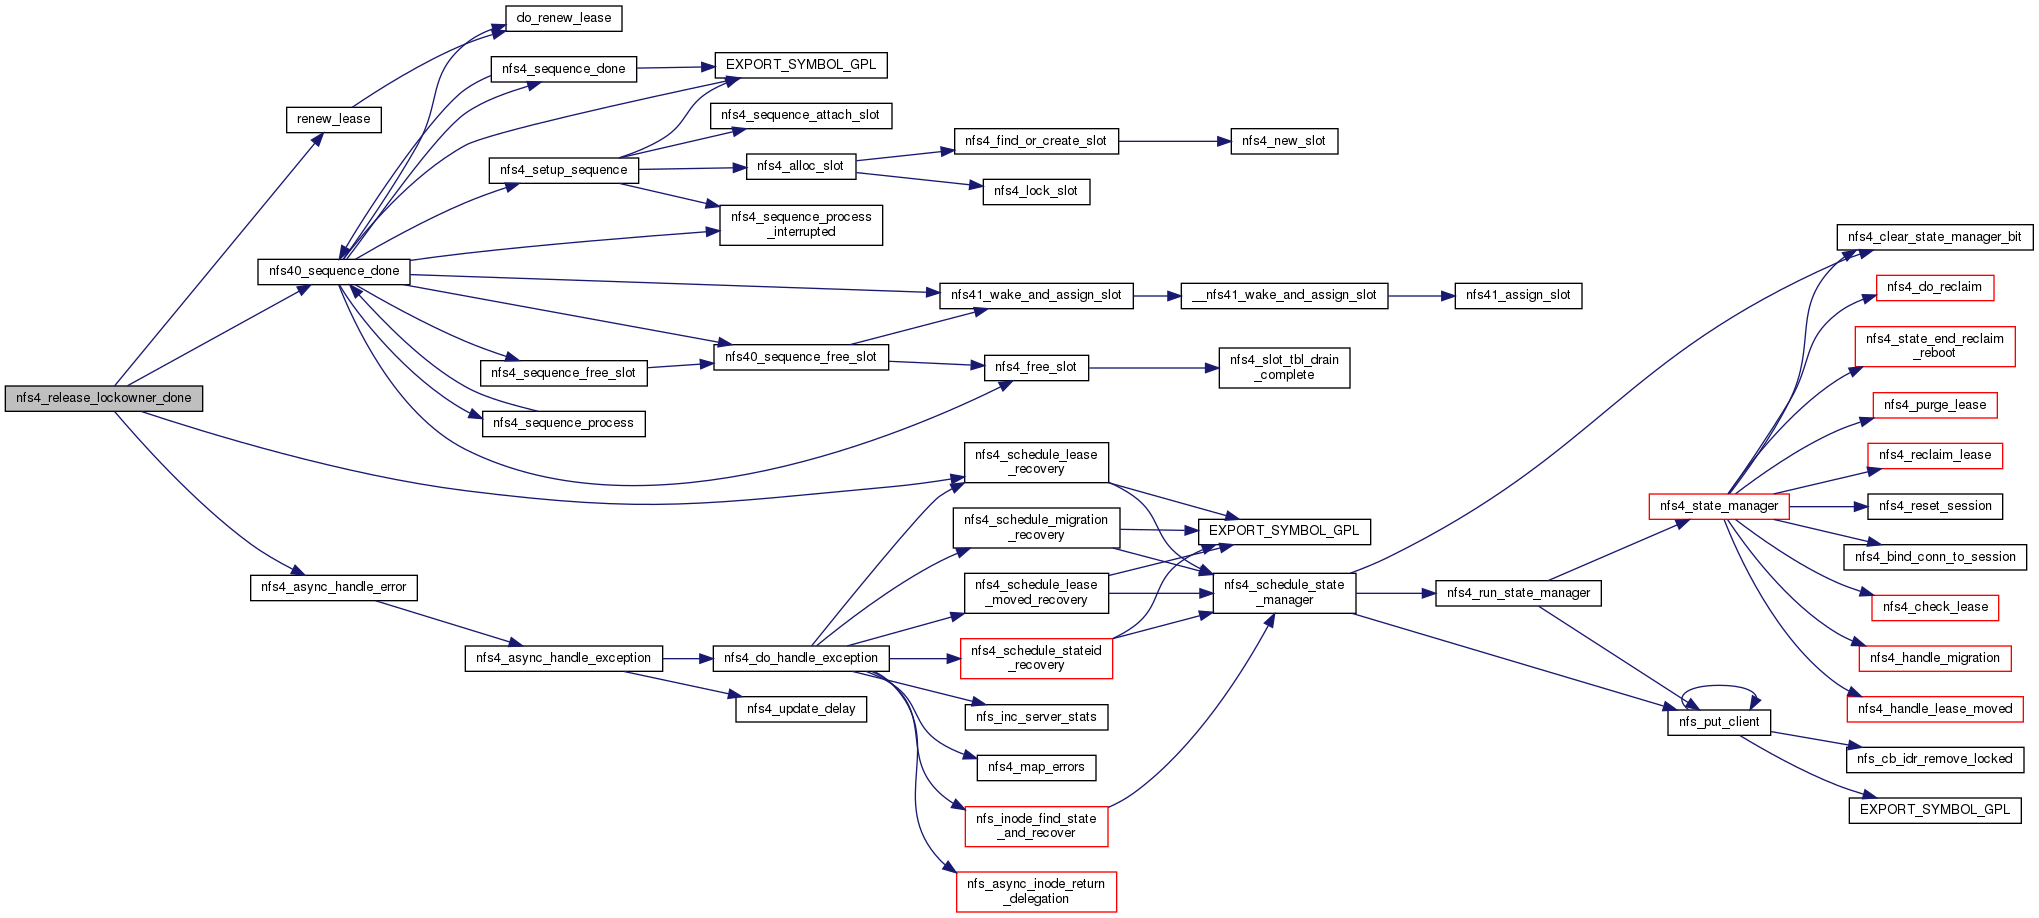 do_renew_lease
nfs4_sequence_done
EXPORT_SYMBOL_GPL
renew_lease
nfs4_sequence_attach_slot
nfs4_find_or_create_slot
nfs4_new_slot
nfs4_setup_sequence
nfs4_alloc_slot
nfs4_lock_slot
nfs4_sequence_process
_interrupted
nfs4_clear_state_manager_bit
nfs40_sequence_done
nfs4_do_reclaim
nfs41_wake_and_assign_slot
__nfs41_wake_and_assign_slot
nfs41_assign_slot
nfs4_state_end_reclaim
_reboot
nfs40_sequence_free_slot
nfs4_sequence_free_slot
nfs4_free_slot
nfs4_slot_tbl_drain
_complete
nfs4_release_lockowner_done
nfs4_purge_lease
nfs4_sequence_process
nfs4_schedule_lease
_recovery
nfs4_reclaim_lease
nfs4_state_manager
nfs4_reset_session
nfs4_schedule_migration
_recovery
EXPORT_SYMBOL_GPL
nfs4_bind_conn_to_session
nfs4_async_handle_error
nfs4_schedule_lease
_moved_recovery
nfs4_schedule_state
_manager
nfs4_run_state_manager
nfs4_check_lease
nfs4_async_handle_exception
nfs4_do_handle_exception
nfs4_schedule_stateid
_recovery
nfs4_handle_migration
nfs4_update_delay
nfs_inc_server_stats
nfs_put_client
nfs4_handle_lease_moved
nfs4_map_errors
nfs_cb_idr_remove_locked
nfs_inode_find_state
_and_recover
EXPORT_SYMBOL_GPL
nfs_async_inode_return
_delegation